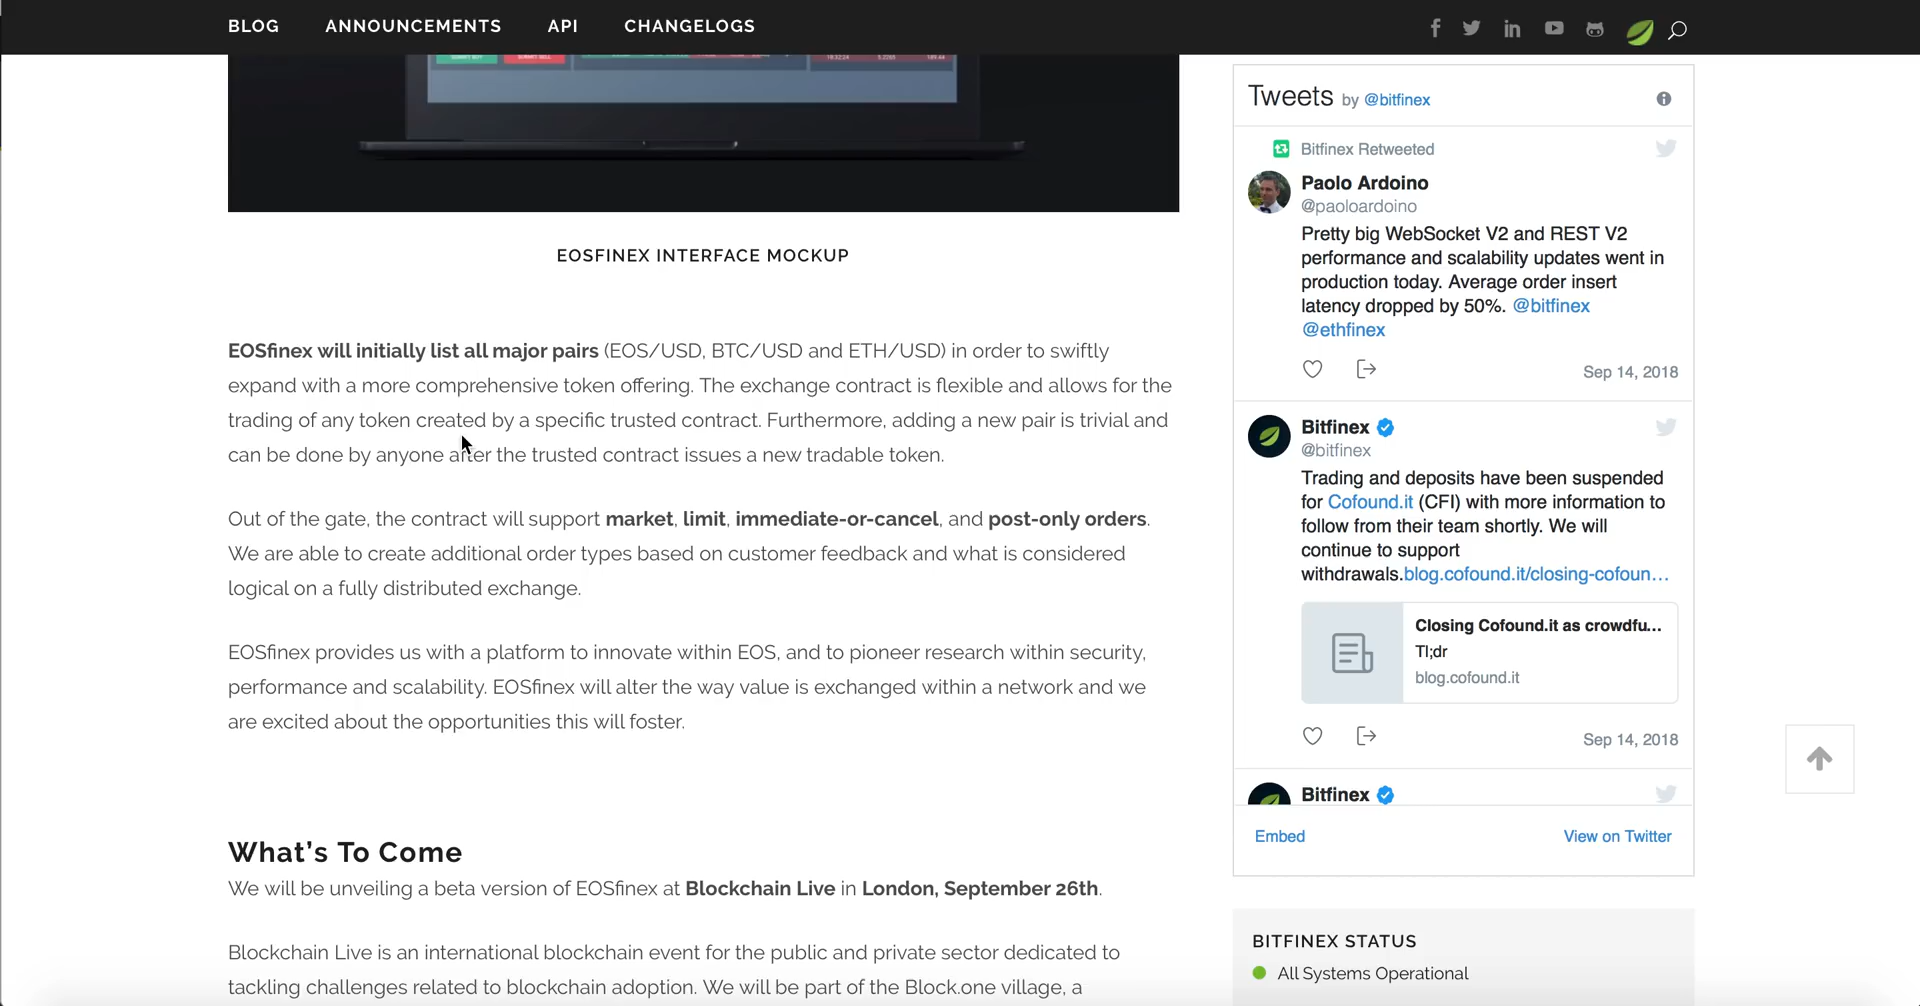 BLOG ANNOUNCEMENTS API CHANGELOGS
EOSFINEX INTERFACE MOCKUP
EOSfinex will initially list all major pairs (EOS/USD, BTC/USD and ETH/USD) in order to swiftly
expand with a more comprehensive token offering. The exchange contract is flexible and allows for the
trading of any token created by a specific trusted contract. Furthermore, adding a new pair is trivial and
can be done by anyone after the trusted contract issues a new tradable token.
Out of the gate, the contract will support market, limit, immediate-or-cancel, and post-only orders.
We are able to create additional order types based on customer feedback and what is considered
logical on a fully distributed exchange.
EOSfinex provides us with a platform to innovate within EOS, and to pioneer research within security,
performance and scalability. EOSfinex will alter the way value is exchanged within a network and we
are excited about the opportunities this will foster.
What's To Come
We will be unveiling a beta version of EOSfinex at Blockchain Live in London, September 26th.
Blockchain Live is an international blockchain event for the public and private sector dedicated to
tackling challenges related to blockchain adoption. We will be part of the Block.one village, a
Tweets by @bitfinex
Bitfinex Retweeted
Paolo Ardoino
@paoloardoino
Pretty big WebSocket V2 and REST V2
performance and scalability updates went in
production today. Average order insert
latency dropped by 50%. @bitfinex
@ethfinex
Sep 14, 2018
Bitfinex
@bitfinex
Trading and deposits have been suspended
for Cofound.it (CFI) with more information to
follow from their team shortly. We will
continue to support
withdrawals.blog.cofound.it/closing-cofoun…
Closing Cofound.it as crowdfu...
Tl;dr
blog.cofound.it
Sep 14, 2018
Bitfinex
Embed View on Twitter
BITFINEX STATUS
All Systems Operational